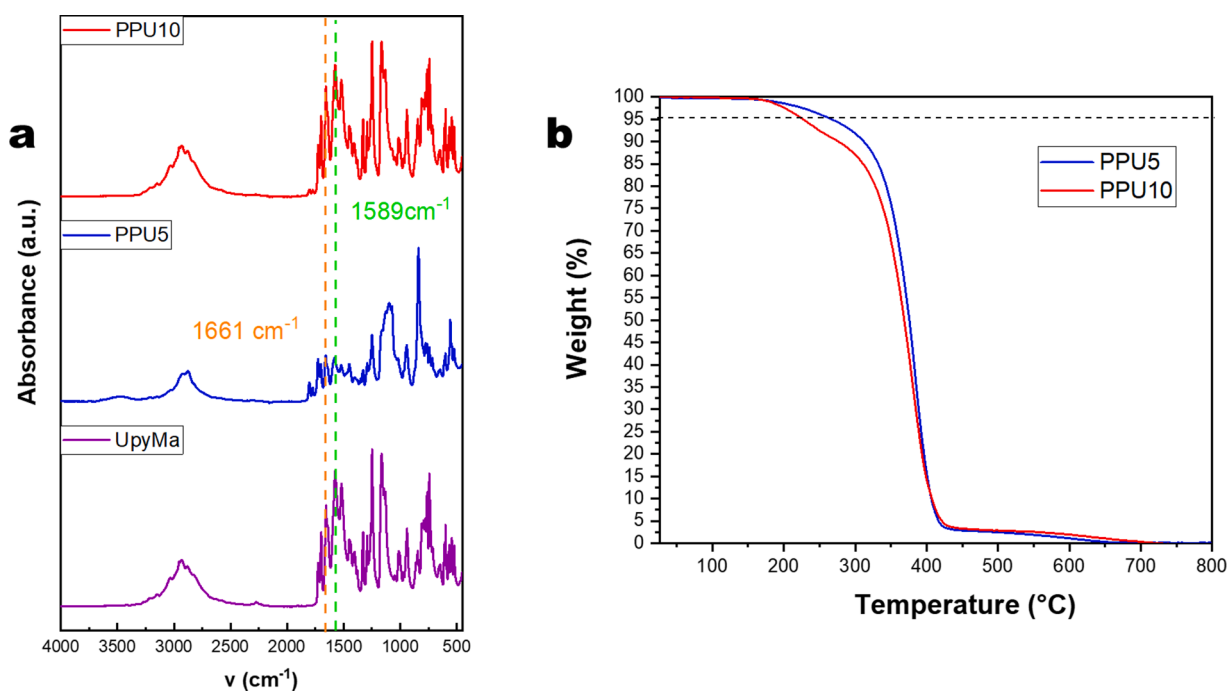 a
PPU10
1589cm⁻¹
PPU5
1661 cm⁻¹
UpyMa
Absorbance (a.u.)
4000 3500 3000 2500 2000 1500 1000 500
ν (cm⁻¹)
b
100
95
90
85
80
75
70
65
60
55
50
45
40
35
30
25
20
15
10
5
0
Weight (%)
PPU5
PPU10
100 200 300 400 500 600 700 800
Temperature (°C)